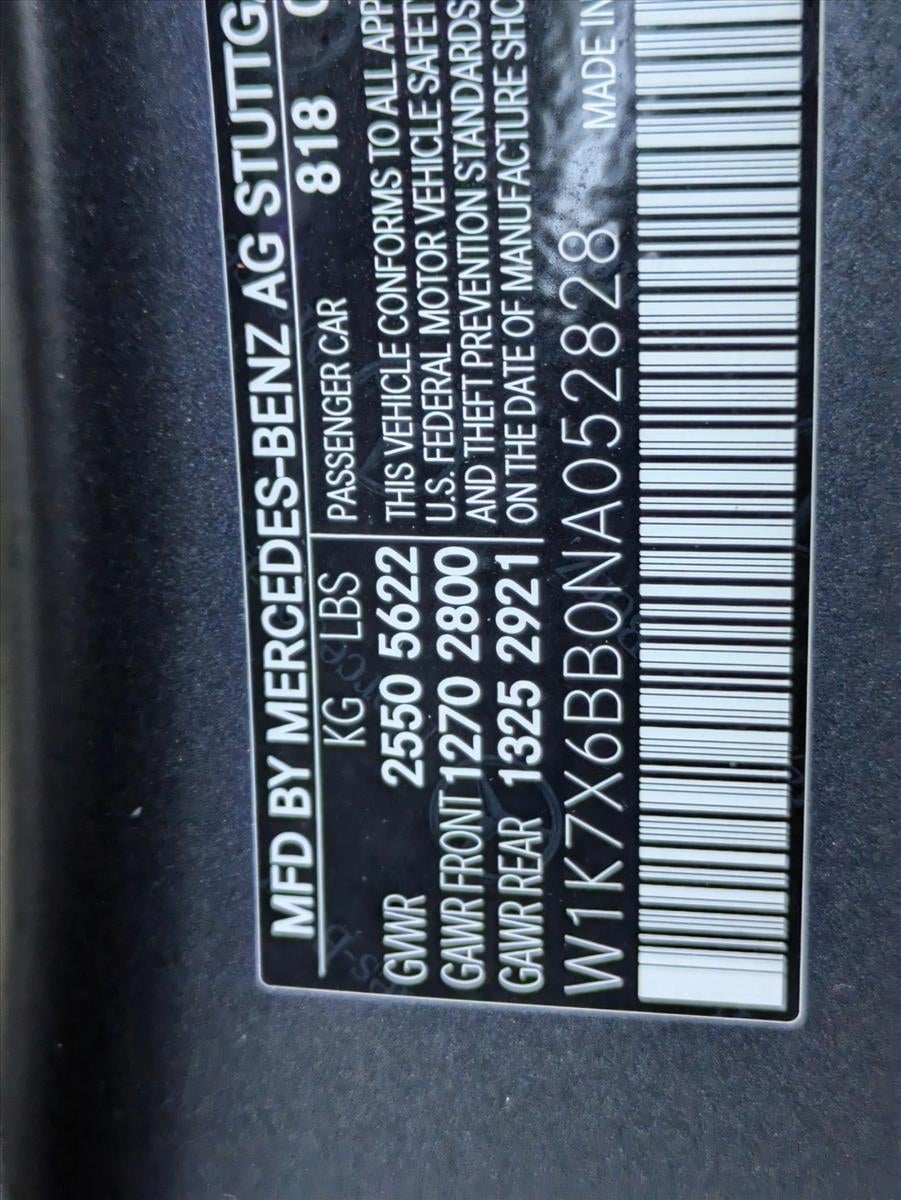 MFD BY MERCEDES-BENZ AG STUTTGA
818
KG LBS PASSENGER CAR
GVWR 2550 5622 THIS VEHICLE CONFORMS TO ALL APP
GAWR FRONT 1270 2800 U.S. FEDERAL MOTOR VEHICLE SAFETY
AND THEFT PREVENTION STANDARDS
GAWR REAR 1325 2921 ON THE DATE OF MANUFACTURE SHO
W1K7X6BB0NA052828 MADE IN